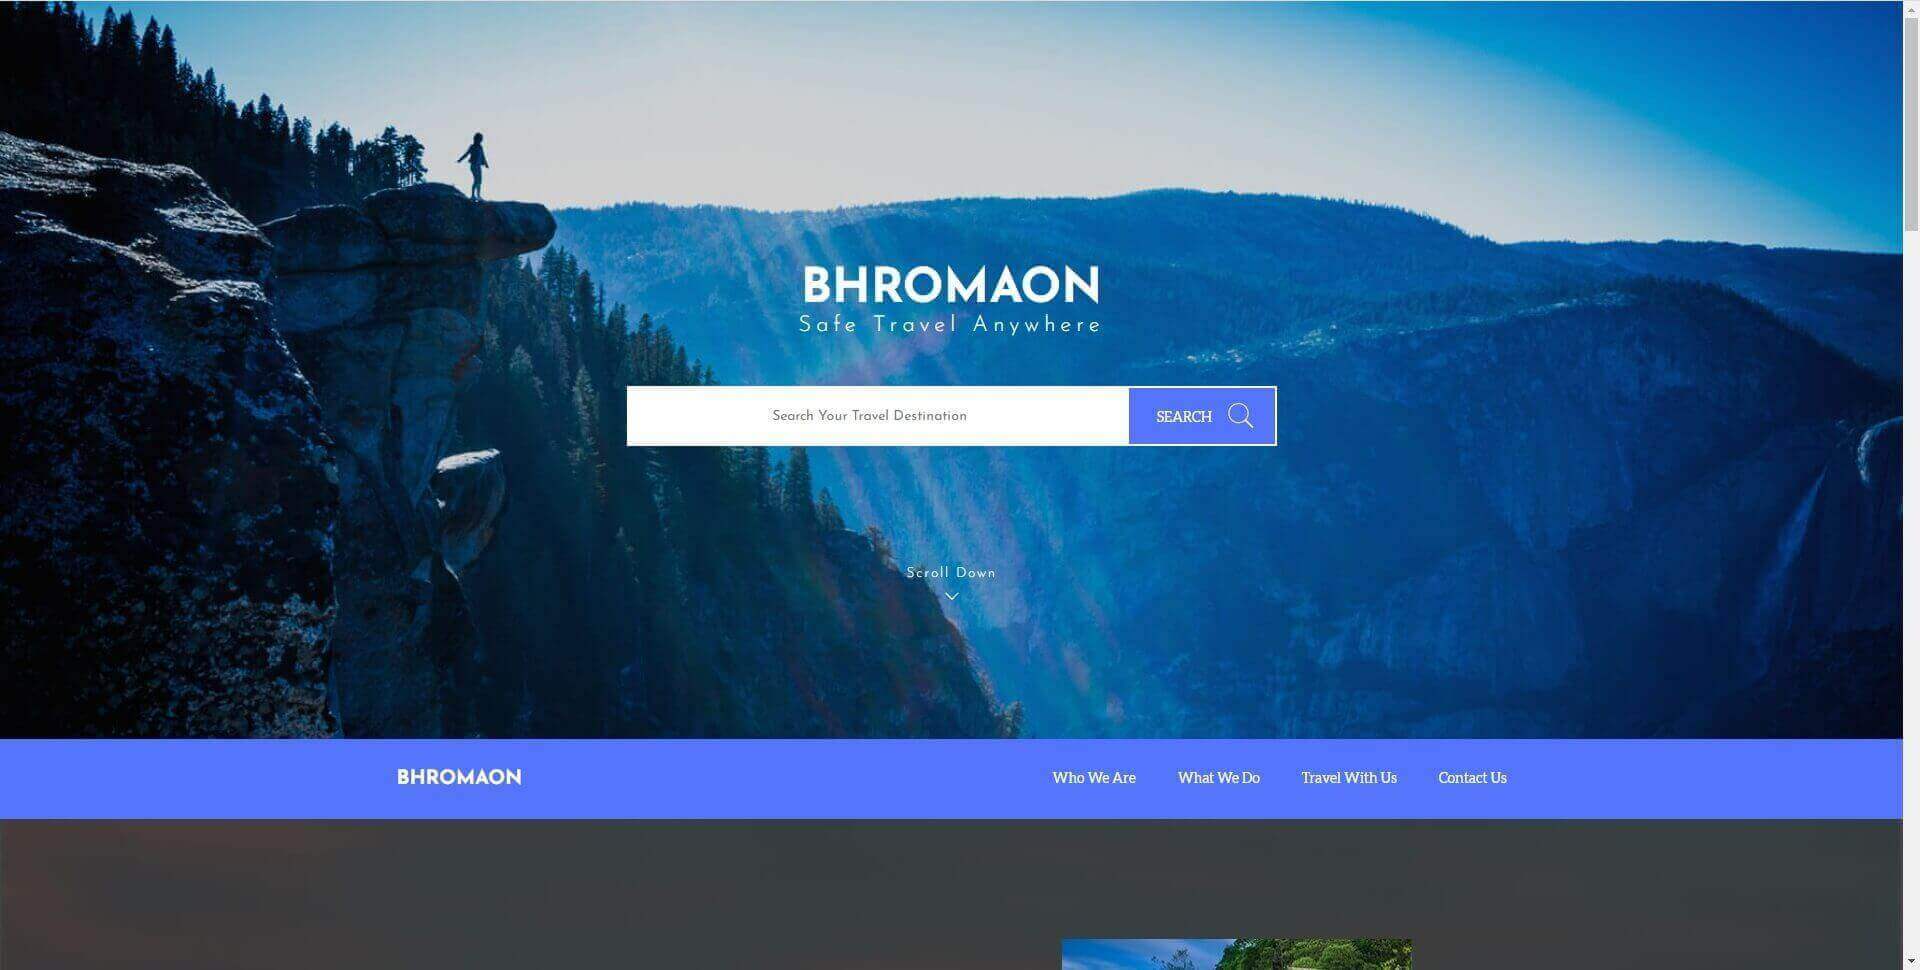 BHROMAON
Safe Travel Anywhere
Search Your Travel Destination
SEARCH
Scroll Down
BHROMAON
Who We Are
What We Do
Travel With Us
Contact Us